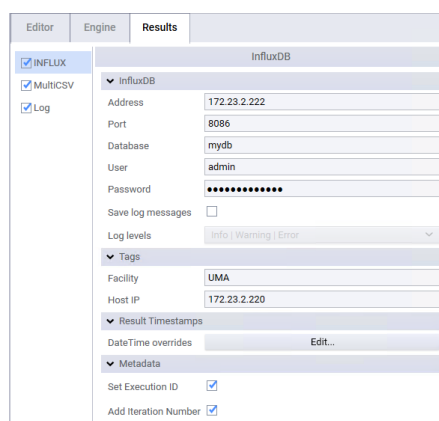 Editor Engine Results
INFLUX
MultiCSV
Log
InfluxDB
InfluxDB
Address 172.23.2.222
Port 8086
Database mydb
User admin
Password •••••••••••••
Save log messages
Log levels Info | Warning | Error
Tags
Facility UMA
Host IP 172.23.2.220
Result Timestamps
DateTime overrides Edit...
Metadata
Set Execution ID
Add Iteration Number